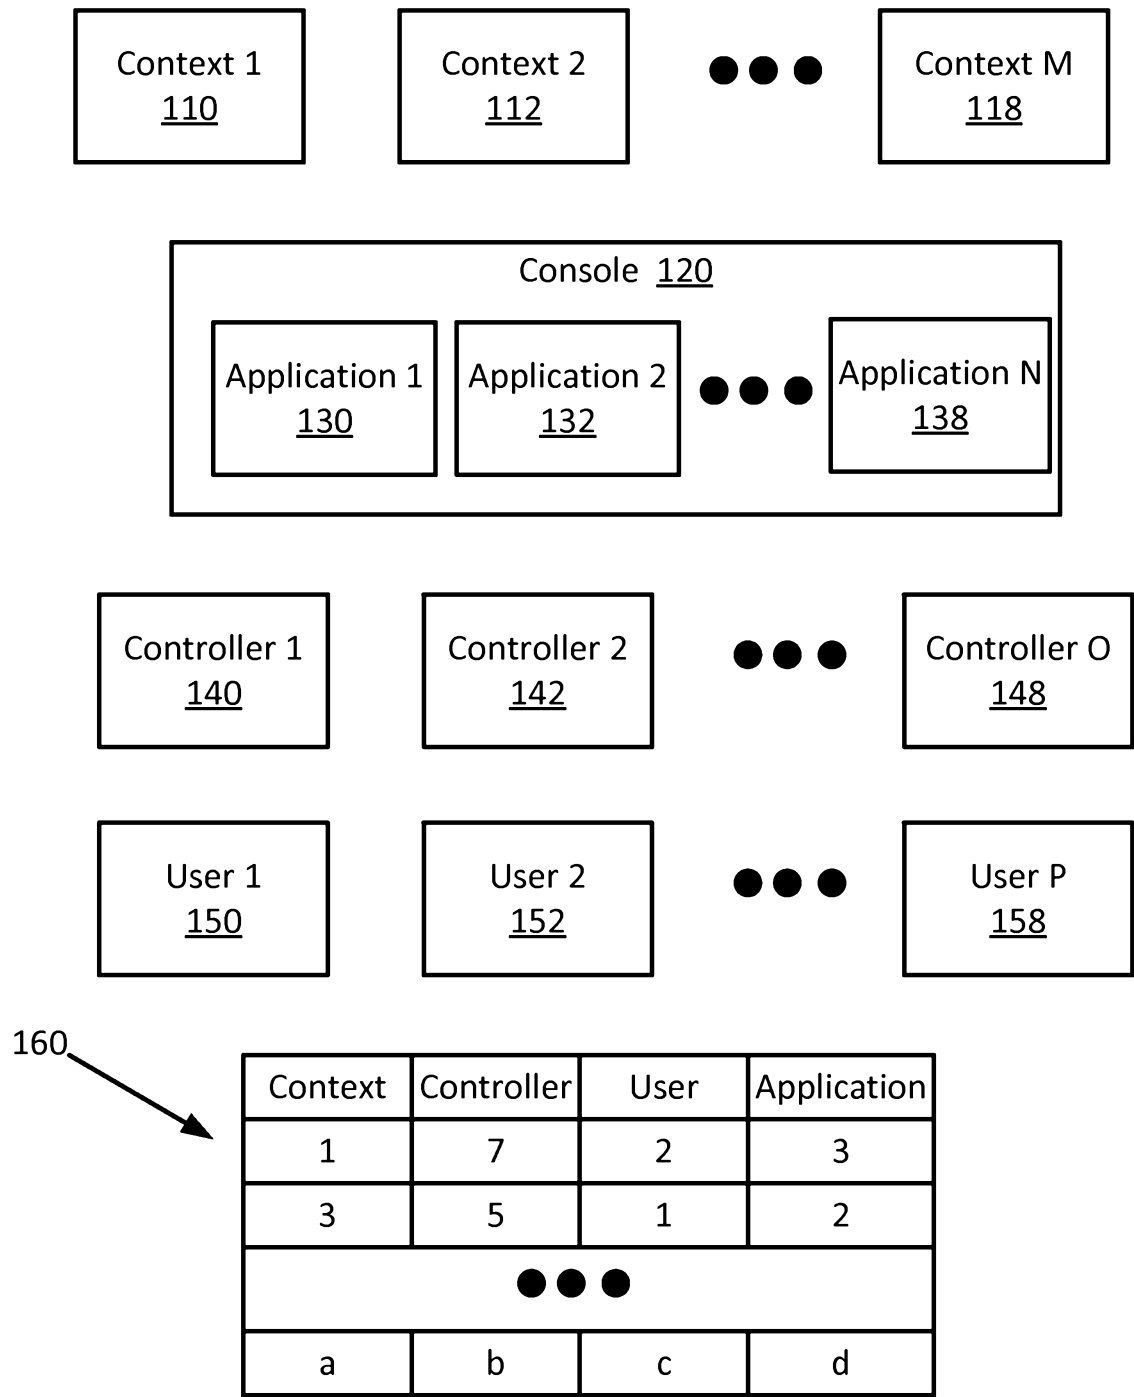 Context 1
110
Context 2
112
Context M
118
Console 120
Application 1
130
Application 2
132
Application N
138
Controller 1
140
Controller 2
142
Controller O
148
User 1
150
User 2
152
User P
158
160
Context Controller User Application
1 7 2 3
3 5 1 2
a b c d